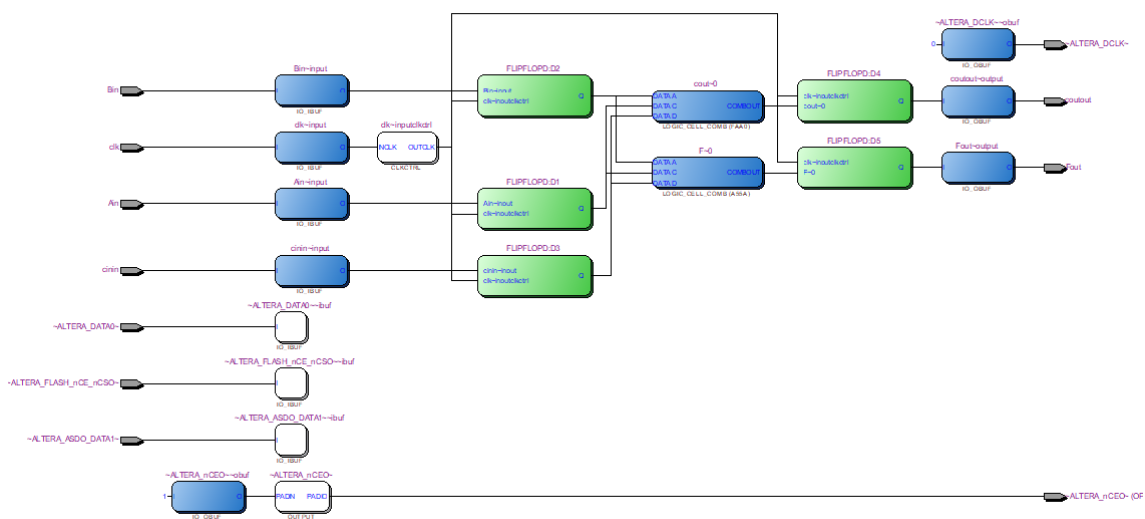 ~ALTERA_DCLK~~obuf
0 I O
IO_OBUF
~ALTERA_DCLK~
Bin
Bin~input
I O
IO_IBUF
FLIPFLOPD:D2
Bin~input
clk~inputclkctrl
Q
cout~0
DATAA
DATAC
DATAD
COMBOUT
LOGIC_CELL_COMB (FAA0)
FLIPFLOPD:D4
clk~inputclkctrl
cout~0
Q
coutout~output
I O
IO_OBUF
coutout
clk
clk~input
I O
IO_IBUF
clk~inputclkctrl
INCLK OUTCLK
CLKCTRL
F~0
DATAA
DATAC
DATAD
COMBOUT
LOGIC_CELL_COMB (A55A)
FLIPFLOPD:D5
clk~inputclkctrl
F~0
Q
Fout~output
I O
IO_OBUF
Fout
Ain
Ain~input
I O
IO_IBUF
FLIPFLOPD:D1
Ain~input
clk~inputclkctrl
Q
cinin
cinin~input
I O
IO_IBUF
FLIPFLOPD:D3
cinin~input
clk~inputclkctrl
Q
~ALTERA_DATA0~
~ALTERA_DATA0~~ibuf
I
IO_IBUF
~ALTERA_FLASH_nCE_nCSO~
~ALTERA_FLASH_nCE_nCSO~~ibuf
I
IO_IBUF
~ALTERA_ASDO_DATA1~
~ALTERA_ASDO_DATA1~~ibuf
I
IO_IBUF
~ALTERA_nCEO~~obuf
1 I O
IO_OBUF
~ALTERA_nCEO~
PADIN PADIO
OUTPUT
~ALTERA_nCEO~ (OP